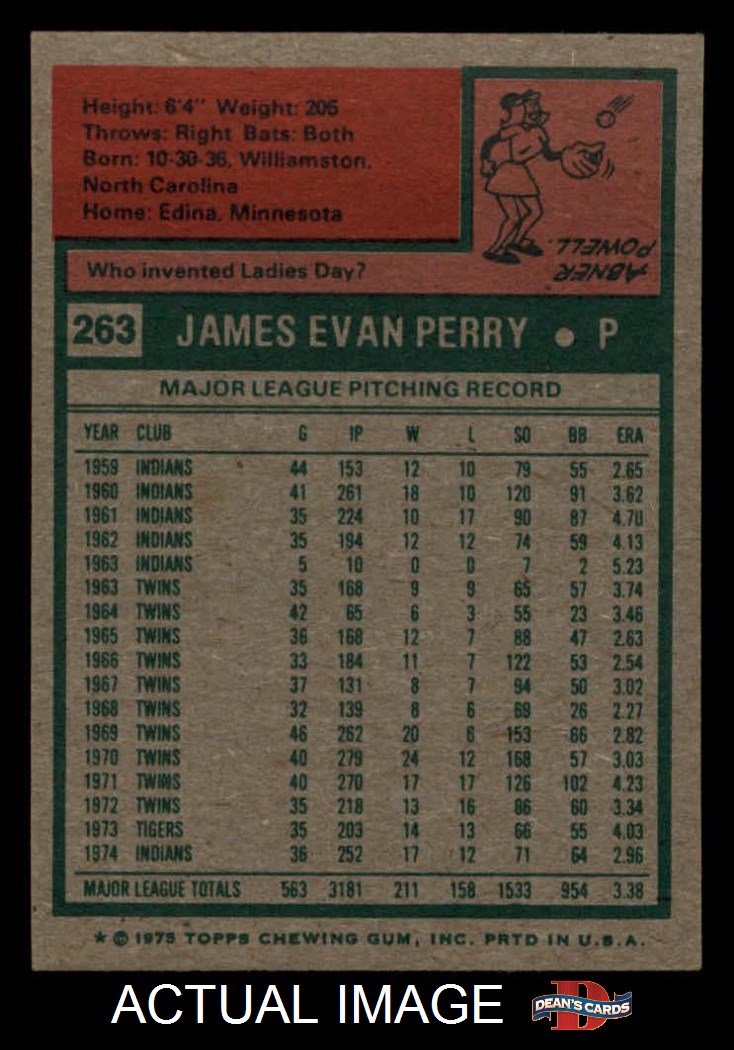 Height: 6'4" Weight: 205
Throws: Right Bats: Both
Born: 10-30-36, Williamston,
North Carolina
Home: Edina, Minnesota
ABNER
POWELL.
Who invented Ladies Day?
263 JAMES EVAN PERRY • P
MAJOR LEAGUE PITCHING RECORD
YEAR CLUB G IP W L SO BB ERA
1959 INDIANS 44 153 12 10 79 55 2.65
1960 INDIANS 41 261 18 10 120 91 3.62
1961 INDIANS 35 224 10 17 90 87 4.70
1962 INDIANS 35 194 12 12 74 59 4.13
1963 INDIANS 5 10 0 0 7 2 5.23
1963 TWINS 35 168 9 9 65 57 3.74
1964 TWINS 42 65 6 3 55 23 3.46
1965 TWINS 36 168 12 7 88 47 2.63
1966 TWINS 33 184 11 7 122 53 2.54
1967 TWINS 37 131 8 7 94 50 3.02
1968 TWINS 32 139 8 6 69 26 2.27
1969 TWINS 46 262 20 6 153 66 2.82
1970 TWINS 40 279 24 12 168 57 3.03
1971 TWINS 40 270 17 17 126 102 4.23
1972 TWINS 35 218 13 16 86 60 3.34
1973 TIGERS 35 203 14 13 66 55 4.03
1974 INDIANS 36 252 17 12 71 64 2.96
MAJOR LEAGUE TOTALS 563 3181 211 158 1533 954 3.38
* © 1975 TOPPS CHEWING GUM, INC. PRTD IN U.S.A.
ACTUAL IMAGE D DEAN'S CARDS